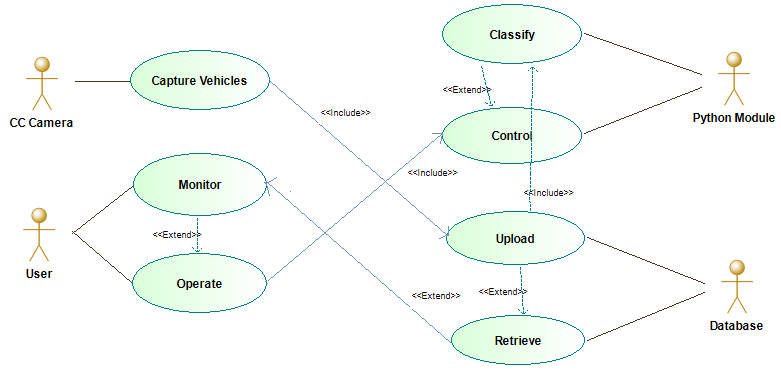 Classify
Capture Vehicles
<<Extend>>
CC Camera
<<Include>>
Python Module
Control
<<Include>>
Monitor
<<Include>>
<<Extend>>
Upload
User
Operate
<<Extend>>
<<Extend>>
Database
Retrieve